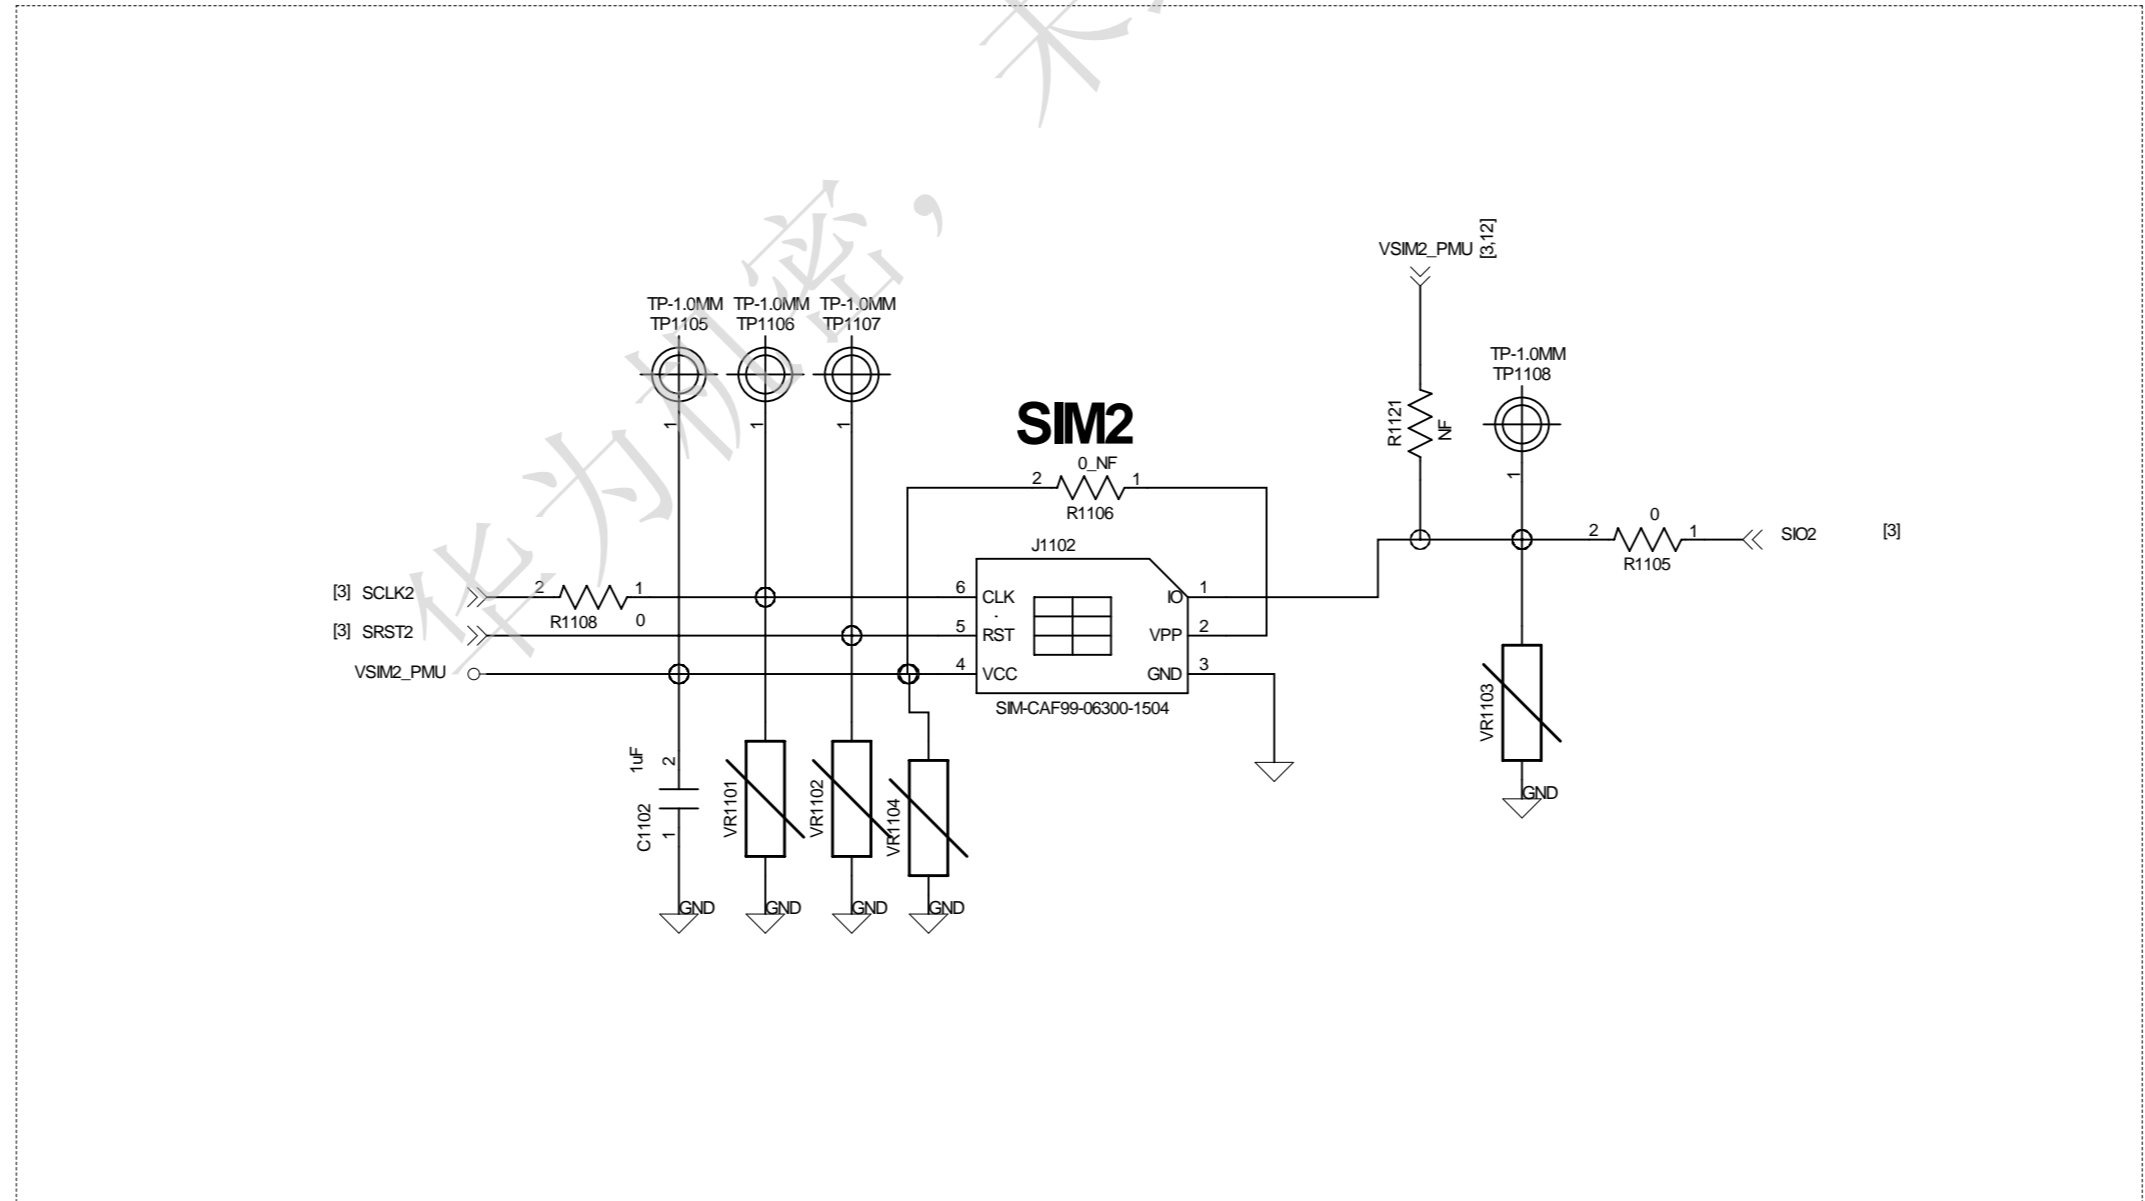 华为机密，未
VSIM2_PMU [3,12]
TP-1.0MM TP-1.0MM TP-1.0MM
TP1105 TP1106 TP1107
TP-1.0MM
TP1108
1 1 1
R1121
NF
1
SIM2
0_NF
2 1
R1106
0
2 1
SIO2 [3]
R1105
J1102
[3] SCLK2
2 1
R1108 0
6 CLK
IO 1
[3] SRST2
5 RST
VPP 2
VSIM2_PMU
4 VCC
GND 3
SIM-CAF99-06300-1504
VR1103
GND
1uF
2
C1102
1
VR1101
VR1102
VR1104
GND GND GND GND